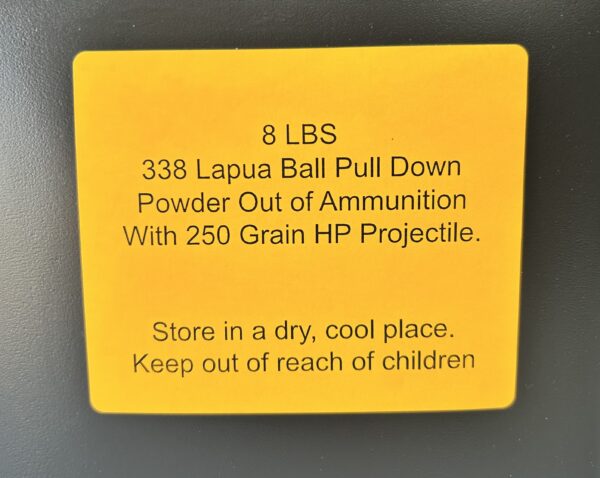 8 LBS
338 Lapua Ball Pull Down
Powder Out of Ammunition
With 250 Grain HP Projectile.
Store in a dry, cool place.
Keep out of reach of children